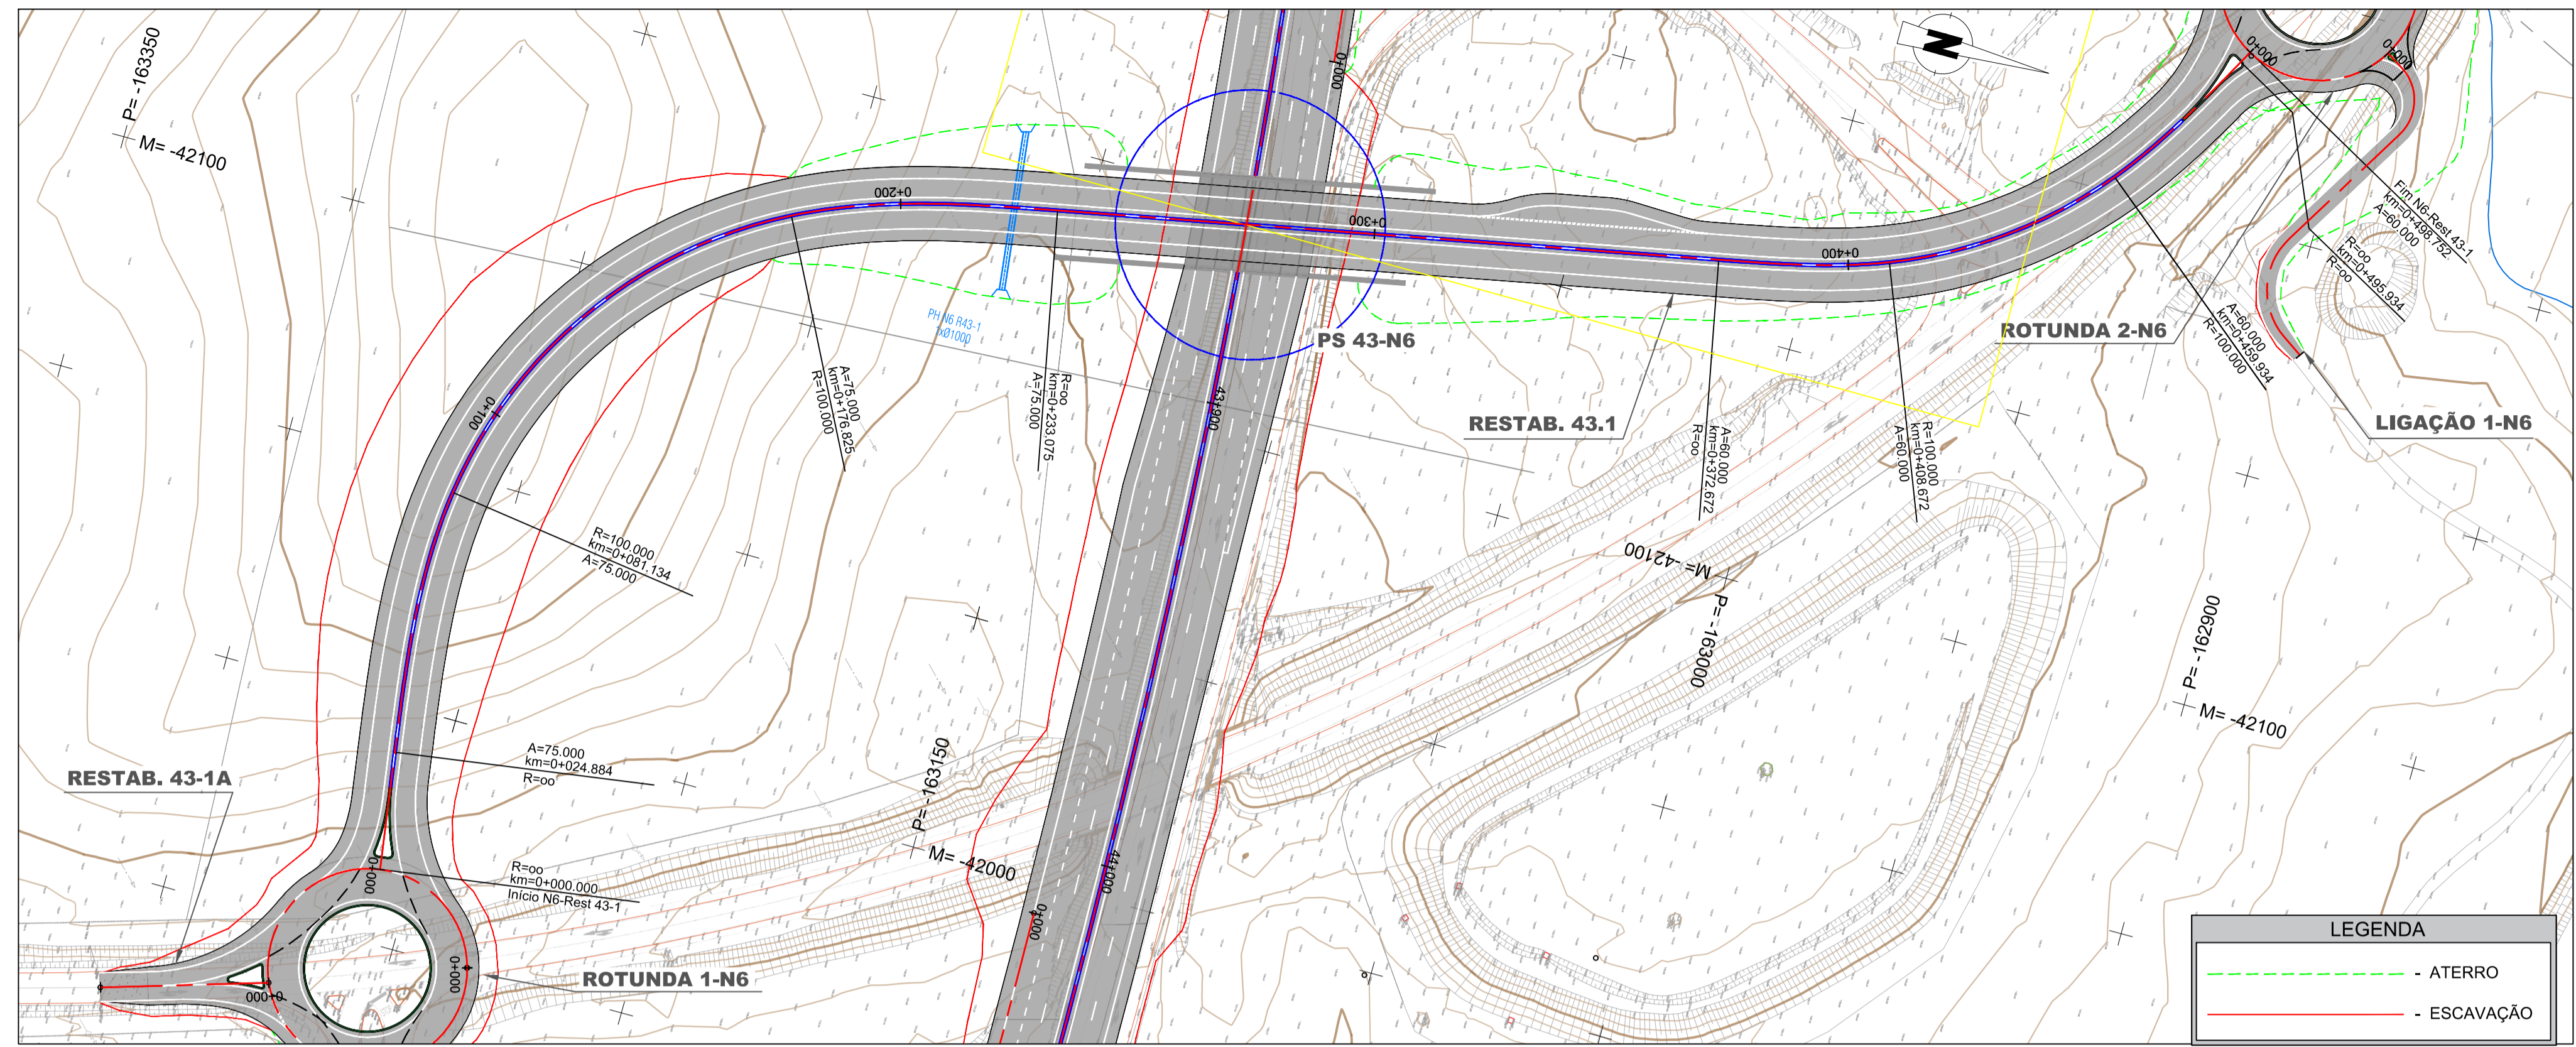 P= -163350
M= -42100
0+000
0+000
0+000
N
0+200
0+300
0+400
0+100
PH N6 R43-1
1xØ1000
PS 43-N6
43+900
A=75.000
km=0+176.825
R=100.000
R=oo
km=0+233.075
A=75.000
RESTAB. 43.1
A=60.000
km=0+372.672
R=oo
R=100.000
km=0+408.672
A=60.000
ROTUNDA 2-N6
Fim N6-Rest 43-1
km=0+498.752
A=60.000
R=oo
km=0+495.934
R=oo
A=60.000
km=0+459.934
R=100.000
LIGAÇÃO 1-N6
R=100.000
km=0+081.134
A=75.000
M= -42100
P= -163000
P= -162900
M= -42100
A=75.000
km=0+024.884
R=oo
RESTAB. 43-1A
P= -163150
M= -42000
0+000
R=oo
km=0+000.000
Início N6-Rest 43-1
44+000
0+000
0+000
0+000
ROTUNDA 1-N6
LEGENDA
- ATERRO
- ESCAVAÇÃO